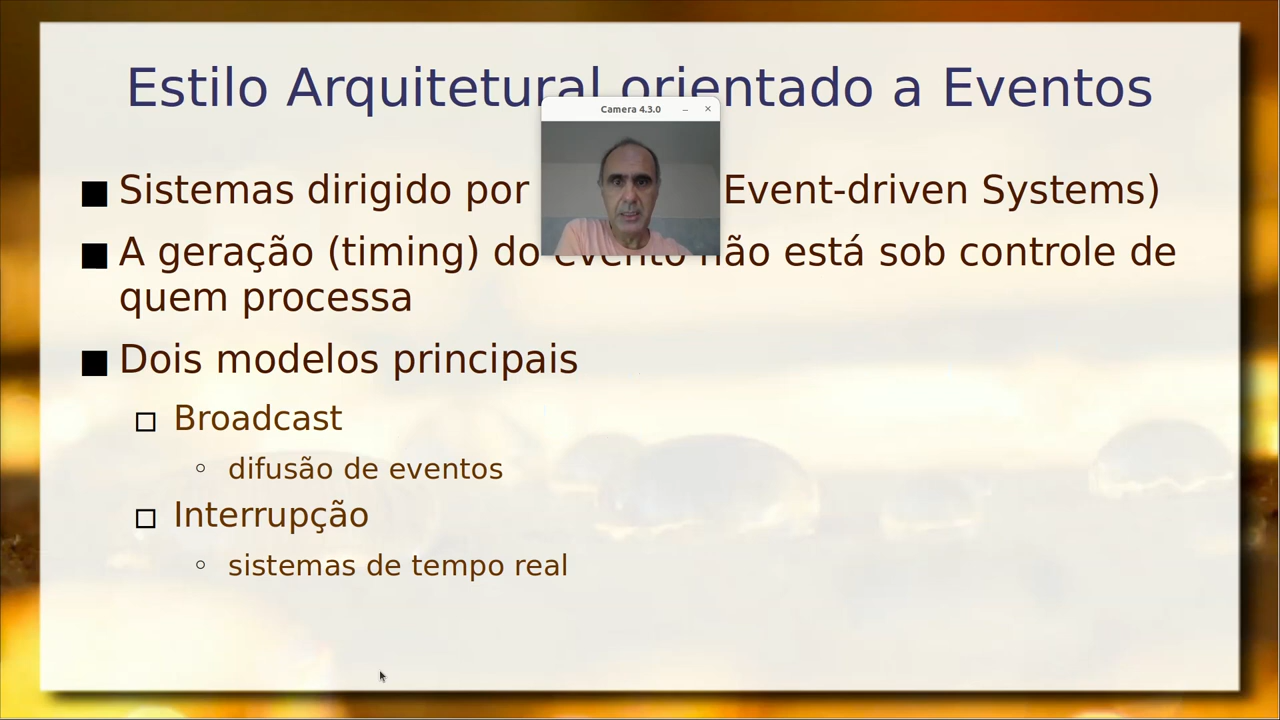 Estilo Arquitetural orientado a Eventos
Camera 4.3.0
Sistemas dirigido por Event-driven Systems)
A geração (timing) do evento não está sob controle de
quem processa
Dois modelos principais
Broadcast
difusão de eventos
Interrupção
sistemas de tempo real